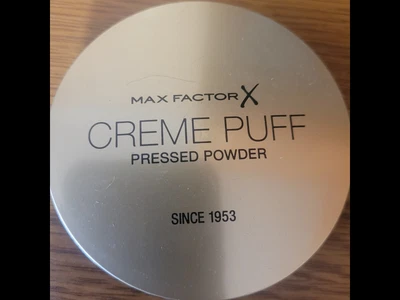 MAX FACTOR X
CREME PUFF
PRESSED POWDER
SINCE 1953